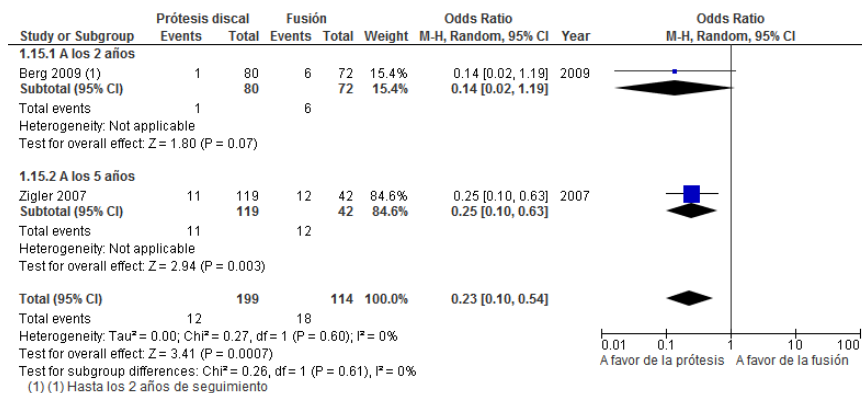 Prótesis discal Fusión Odds Ratio Odds Ratio
Study or Subgroup Events Total Events Total Weight M-H, Random, 95% CI Year M-H, Random, 95% CI
1.15.1 A los 2 años
Berg 2009 (1) 1 80 6 72 15.4% 0.14 [0.02, 1.19] 2009
Subtotal (95% CI) 80 72 15.4% 0.14 [0.02, 1.19]
Total events 1 6
Heterogeneity: Not applicable
Test for overall effect: Z = 1.80 (P = 0.07)
1.15.2 A los 5 años
Zigler 2007 11 119 12 42 84.6% 0.25 [0.10, 0.63] 2007
Subtotal (95% CI) 119 42 84.6% 0.25 [0.10, 0.63]
Total events 11 12
Heterogeneity: Not applicable
Test for overall effect: Z = 2.94 (P = 0.003)
Total (95% CI) 199 114 100.0% 0.23 [0.10, 0.54]
Total events 12 18
Heterogeneity: Tau² = 0.00; Chi² = 0.27, df = 1 (P = 0.60); I² = 0%
Test for overall effect: Z = 3.41 (P = 0.0007)
Test for subgroup differences: Chi² = 0.26, df = 1 (P = 0.61), I² = 0%
(1) (1) Hasta los 2 años de seguimiento
0.01 0.1 1 10 100
A favor de la prótesis A favor de la fusión